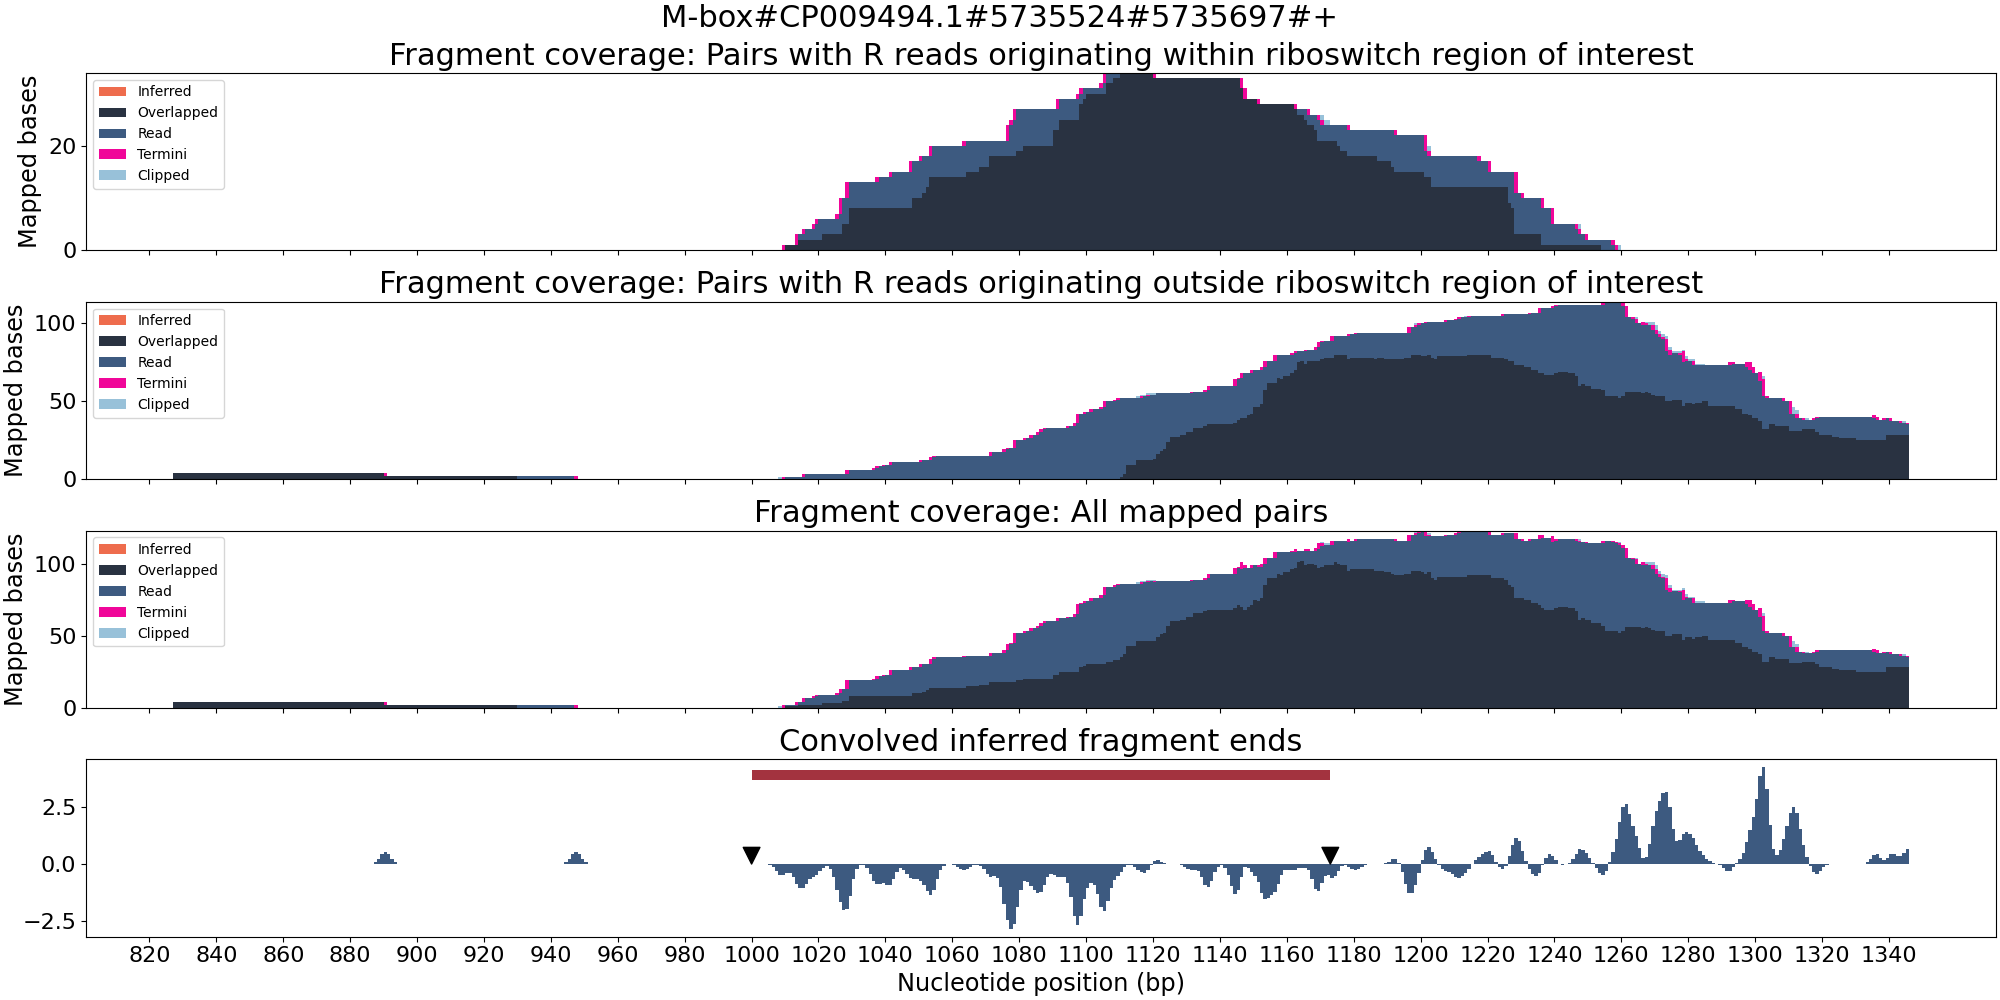 M-box#CP009494.1#5735524#5735697#+
Fragment coverage: Pairs with R reads originating within riboswitch region of interest
Mapped bases
20
0
Inferred
Overlapped
Read
Termini
Clipped
Fragment coverage: Pairs with R reads originating outside riboswitch region of interest
Mapped bases
100
50
0
Inferred
Overlapped
Read
Termini
Clipped
Fragment coverage: All mapped pairs
Mapped bases
100
50
0
Inferred
Overlapped
Read
Termini
Clipped
Convolved inferred fragment ends
2.5
0.0
−2.5
820 840 860 880 900 920 940 960 980 1000 1020 1040 1060 1080 1100 1120 1140 1160 1180 1200 1220 1240 1260 1280 1300 1320 1340
Nucleotide position (bp)